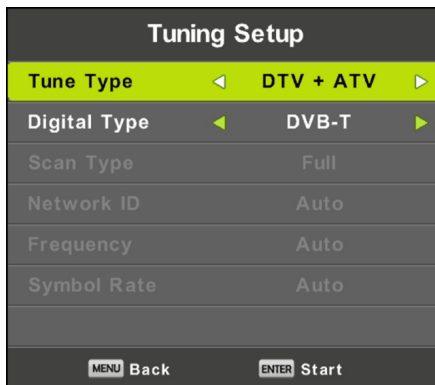 Tuning Setup
Tune Type DTV + ATV
Digital Type DVB-T
Scan Type Full
Network ID Auto
Frequency Auto
Symbol Rate Auto
MENU Back ENTER Start